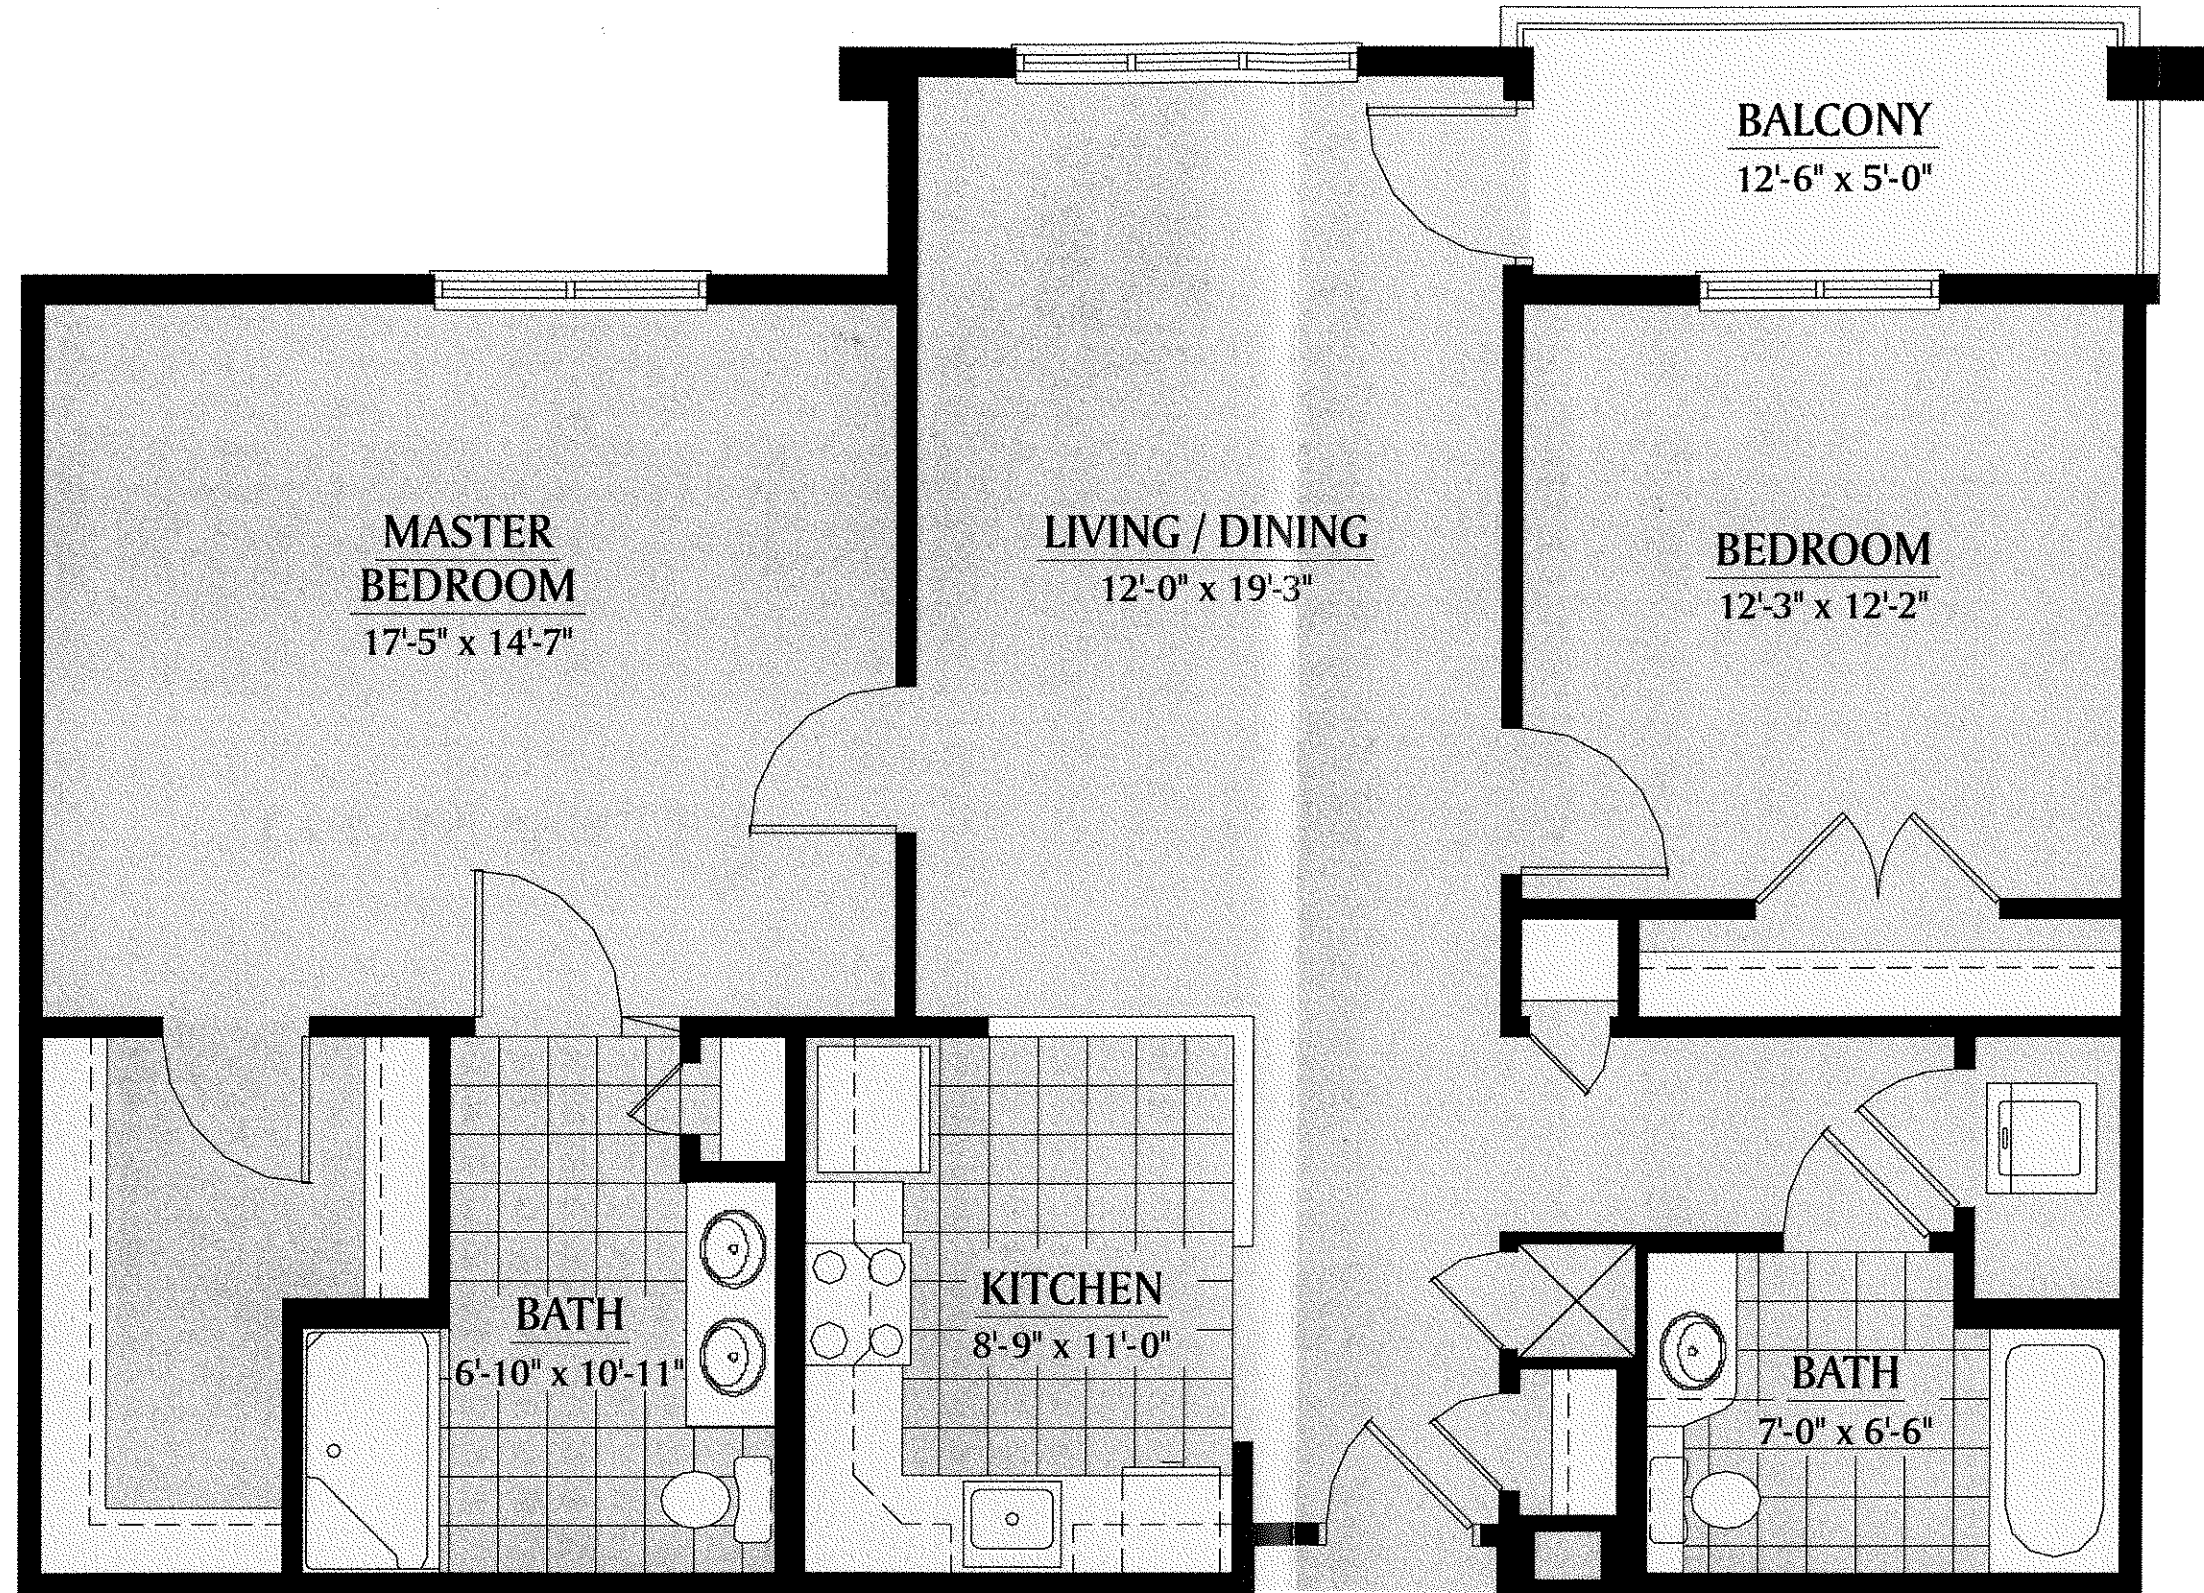 BALCONY
12'-6" x 5'-0"
MASTER
BEDROOM
17'-5" x 14'-7"
LIVING / DINING
12'-0" x 19'-3"
BEDROOM
12'-3" x 12'-2"
BATH
6'-10" x 10'-11"
KITCHEN
8'-9" x 11'-0"
BATH
7'-0" x 6'-6"